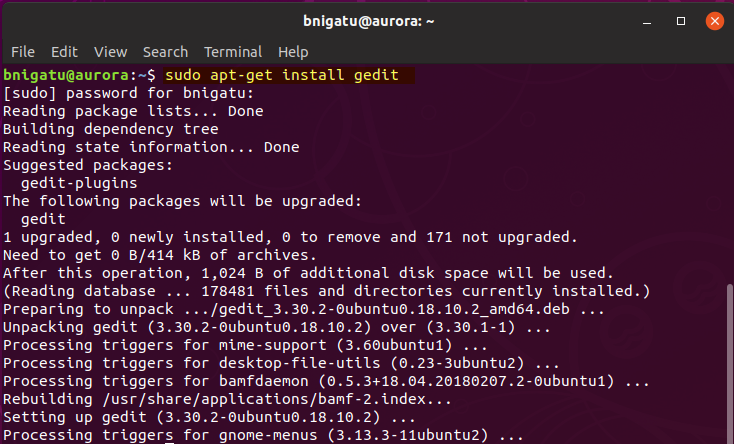 bnigatu@aurora: ~
File Edit View Search Terminal Help
bnigatu@aurora:~$ sudo apt-get install gedit
[sudo] password for bnigatu:
Reading package lists... Done
Building dependency tree
Reading state information... Done
Suggested packages:
  gedit-plugins
The following packages will be upgraded:
  gedit
1 upgraded, 0 newly installed, 0 to remove and 171 not upgraded.
Need to get 0 B/414 kB of archives.
After this operation, 1,024 B of additional disk space will be used.
(Reading database ... 178481 files and directories currently installed.)
Preparing to unpack .../gedit_3.30.2-0ubuntu0.18.10.2_amd64.deb ...
Unpacking gedit (3.30.2-0ubuntu0.18.10.2) over (3.30.1-1) ...
Processing triggers for mime-support (3.60ubuntu1) ...
Processing triggers for desktop-file-utils (0.23-3ubuntu2) ...
Processing triggers for bamfdaemon (0.5.3+18.04.20180207.2-0ubuntu1) ...
Rebuilding /usr/share/applications/bamf-2.index...
Setting up gedit (3.30.2-0ubuntu0.18.10.2) ...
Processing triggers for gnome-menus (3.13.3-11ubuntu2) ...